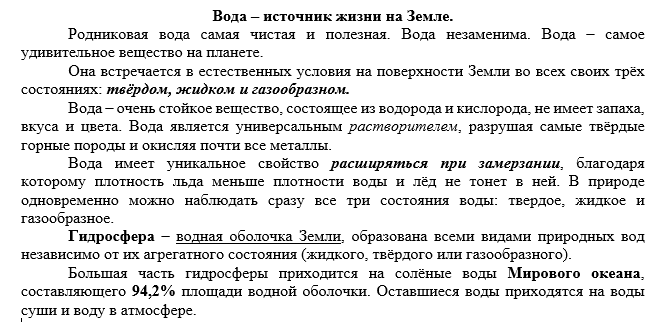 Вода – источник жизни на Земле.
Родниковая вода самая чистая и полезная. Вода незаменима. Вода – самое
удивительное вещество на планете.
Она встречается в естественных условия на поверхности Земли во всех своих трёх
состояниях: твёрдом, жидком и газообразном.
Вода – очень стойкое вещество, состоящее из водорода и кислорода, не имеет запаха,
вкуса и цвета. Вода является универсальным растворителем, разрушая самые твёрдые
горные породы и окисляя почти все металлы.
Вода имеет уникальное свойство расширяться при замерзании, благодаря
которому плотность льда меньше плотности воды и лёд не тонет в ней. В природе
одновременно можно наблюдать сразу все три состояния воды: твердое, жидкое и
газообразное.
Гидросфера – водная оболочка Земли, образована всеми видами природных вод
независимо от их агрегатного состояния (жидкого, твёрдого или газообразного).
Большая часть гидросферы приходится на солёные воды Мирового океана,
составляющего 94,2% площади водной оболочки. Оставшиеся воды приходятся на воды
суши и воду в атмосфере.